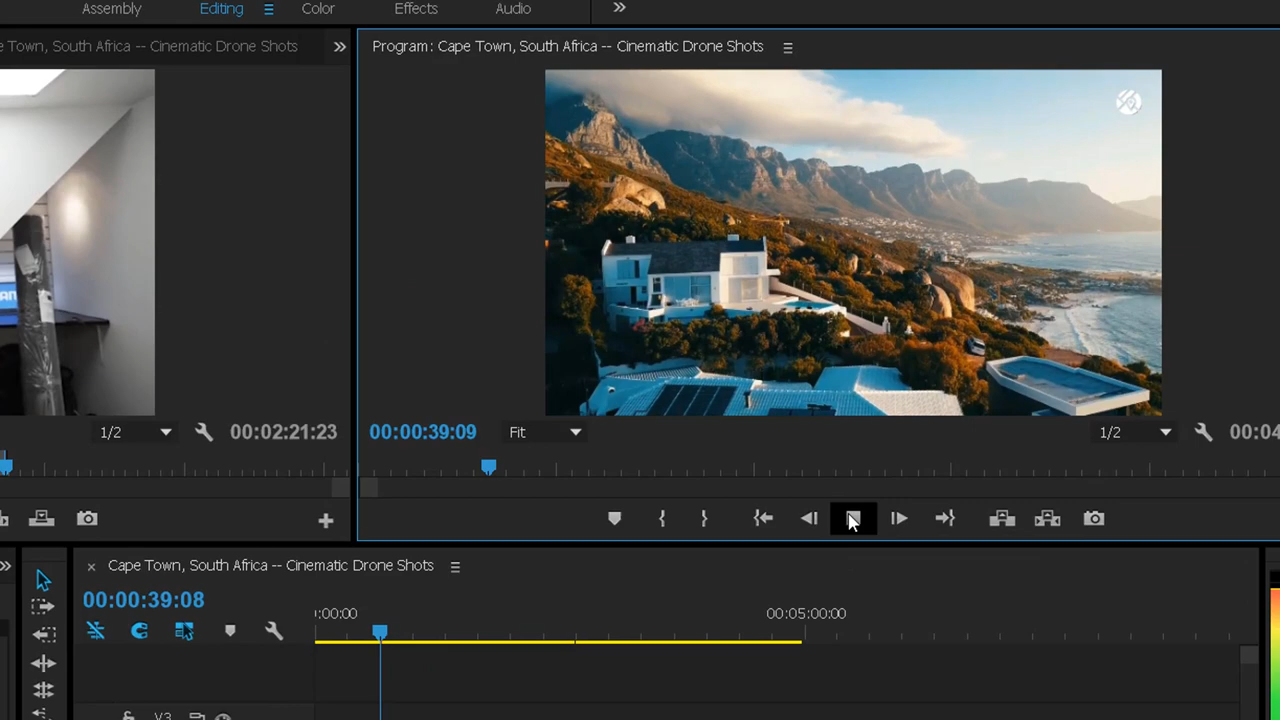 Assembly Editing Color Effects Audio
e Town, South Africa -- Cinematic Drone Shots
Program: Cape Town, South Africa -- Cinematic Drone Shots
1/2 00:02:21:23
00:00:39:09 Fit 1/2 00:04
Cape Town, South Africa -- Cinematic Drone Shots
00:00:39:08
:00:00 00:05:00:00
V3